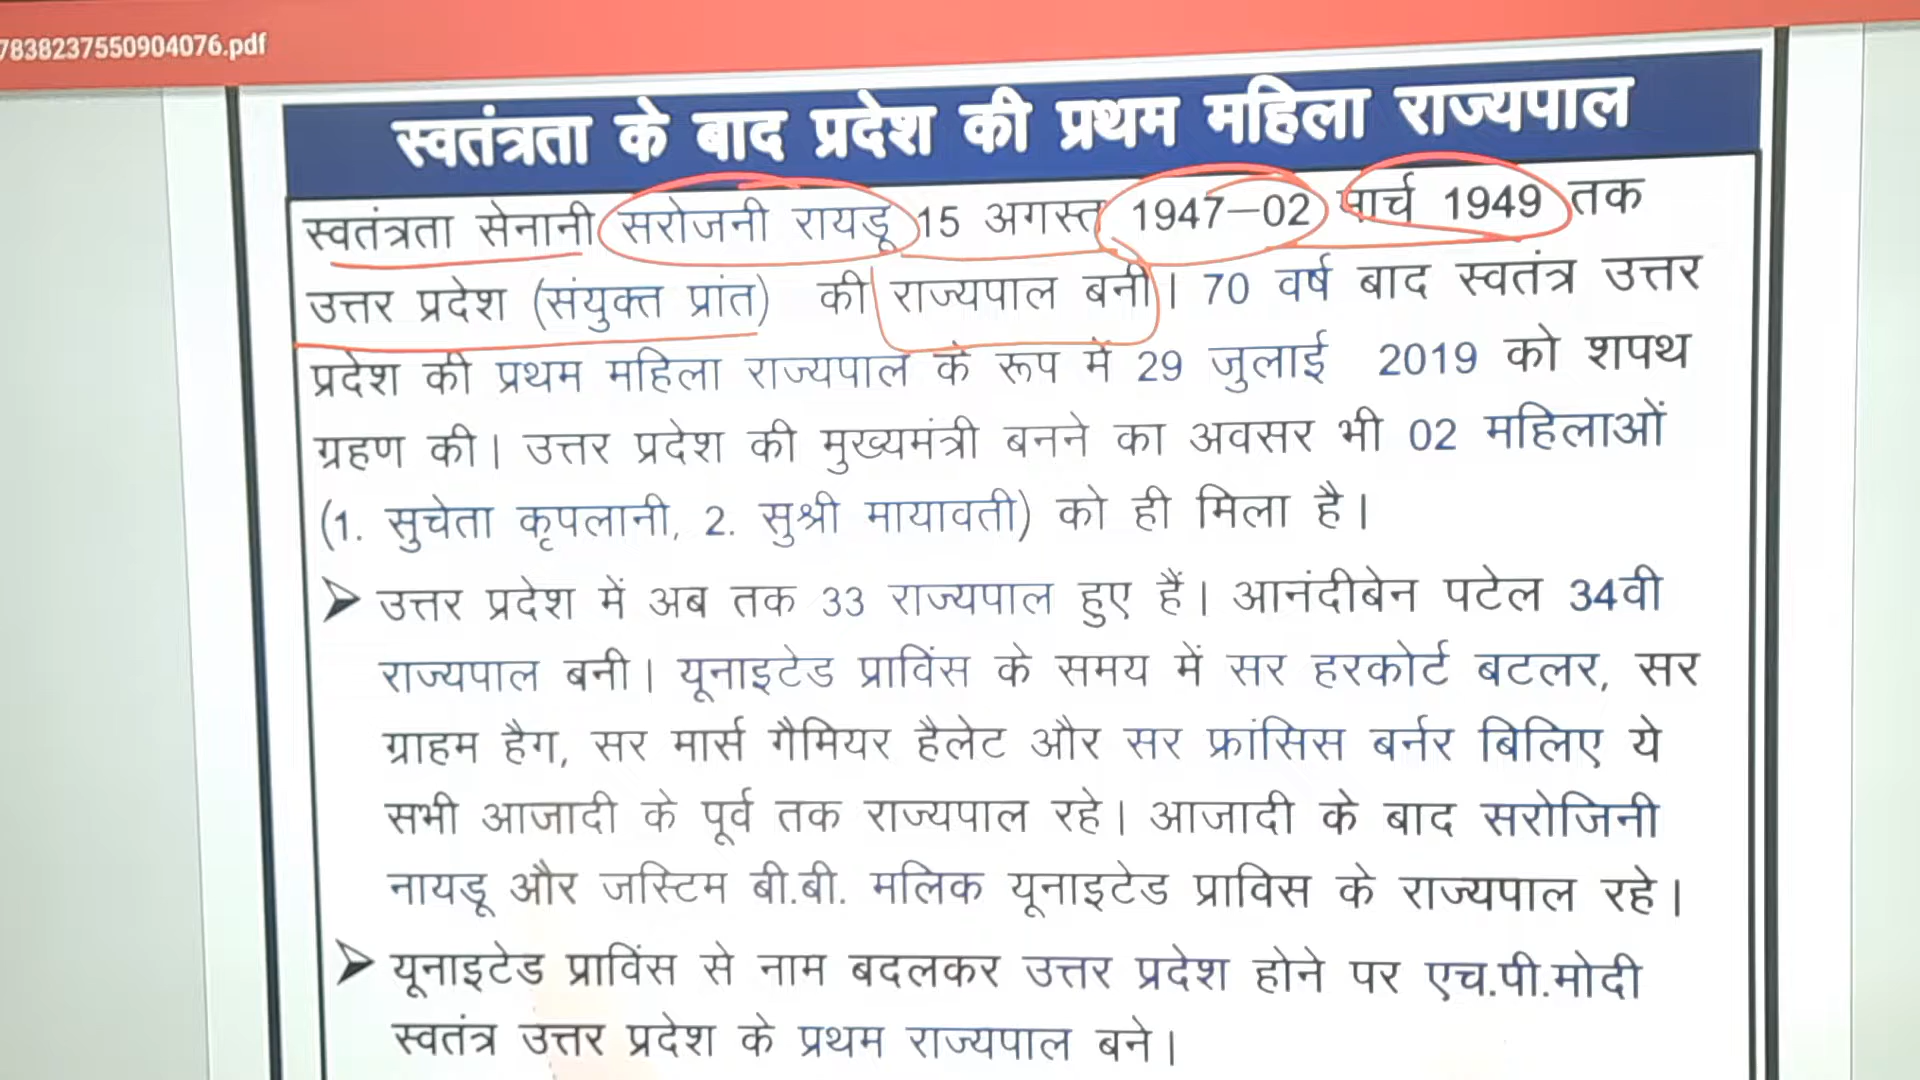 7838237550904076.pdf
स्वतंत्रता के बाद प्रदेश की प्रथम महिला राज्यपाल
स्वतंत्रता सेनानी सरोजनी रायडू 15 अगस्त 1947–02 मार्च 1949 तक
उत्तर प्रदेश (संयुक्त प्रांत) की राज्यपाल बनी। 70 वर्ष बाद स्वतंत्र उत्तर
प्रदेश की प्रथम महिला राज्यपाल के रूप में 29 जुलाई 2019 को शपथ
ग्रहण की। उत्तर प्रदेश की मुख्यमंत्री बनने का अवसर भी 02 महिलाओं
(1. सुचेता कृपलानी, 2. सुश्री मायावती) को ही मिला है।
➤ उत्तर प्रदेश में अब तक 33 राज्यपाल हुए हैं। आनंदीबेन पटेल 34वी
राज्यपाल बनी। यूनाइटेड प्राविंस के समय में सर हरकोर्ट बटलर, सर
ग्राहम हैग, सर मार्स गैमियर हैलेट और सर फ्रांसिस बर्नर बिलिए ये
सभी आजादी के पूर्व तक राज्यपाल रहे। आजादी के बाद सरोजिनी
नायडू और जस्टिम बी.बी. मलिक यूनाइटेड प्राविस के राज्यपाल रहे।
➤ यूनाइटेड प्राविंस से नाम बदलकर उत्तर प्रदेश होने पर एच.पी.मोदी
स्वतंत्र उत्तर प्रदेश के प्रथम राज्यपाल बने।